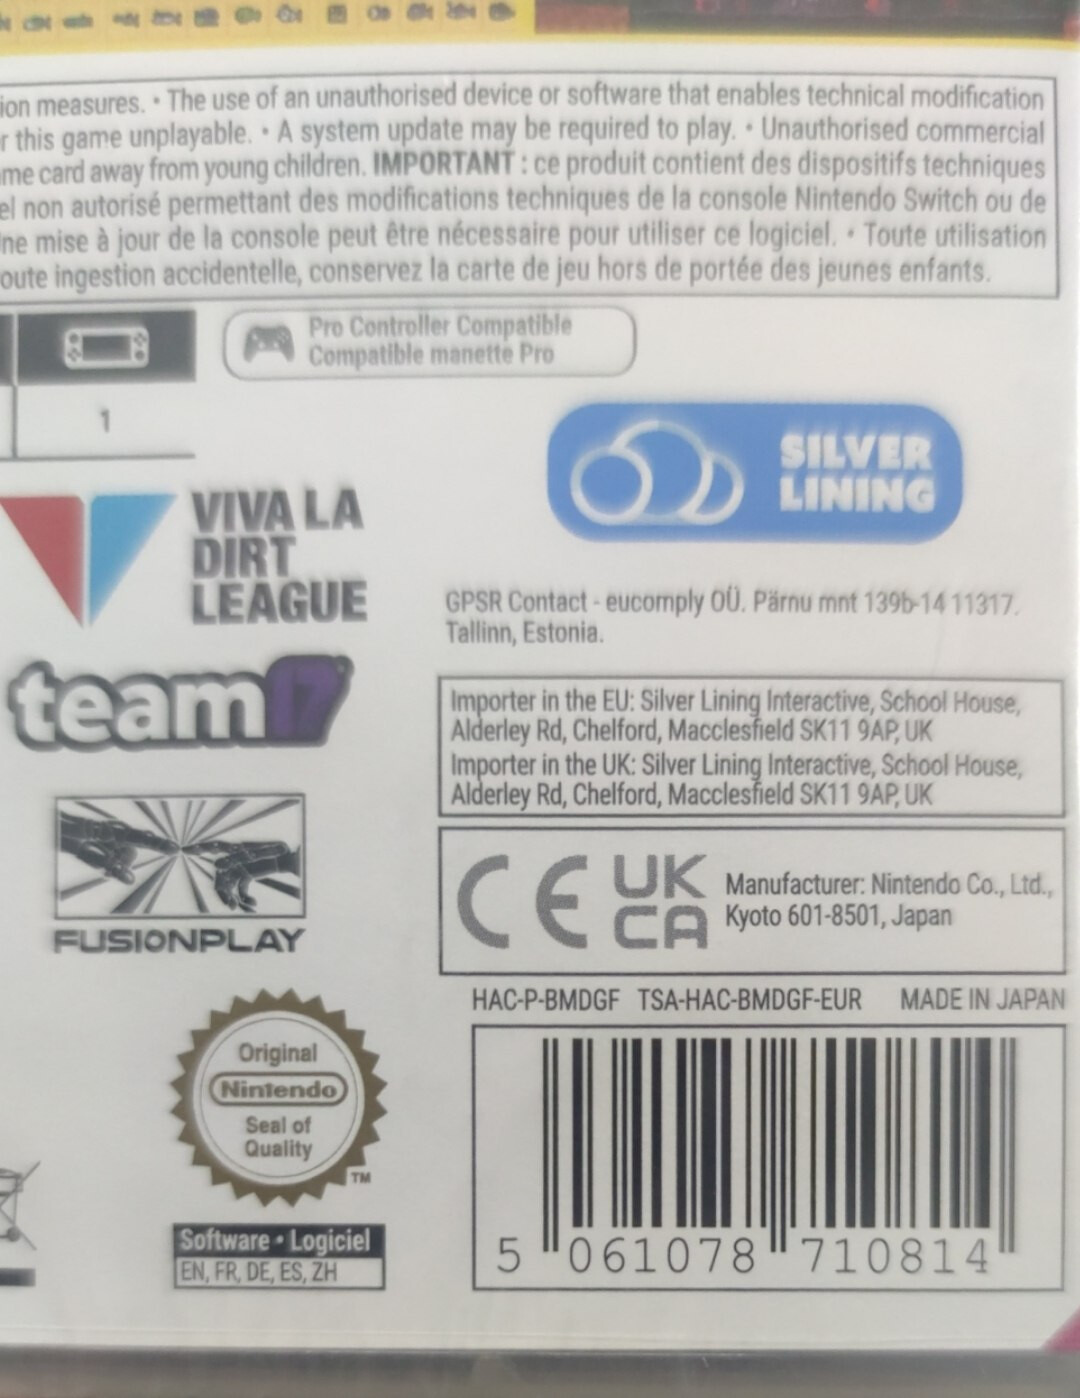 ion measures. • The use of an unauthorised device or software that enables technical modification
r this game unplayable. • A system update may be required to play. • Unauthorised commercial
me card away from young children. IMPORTANT : ce produit contient des dispositifs techniques
el non autorisé permettant des modifications techniques de la console Nintendo Switch ou de
ne mise à jour de la console peut être nécessaire pour utiliser ce logiciel. • Toute utilisation
oute ingestion accidentelle, conservez la carte de jeu hors de portée des jeunes enfants.
Pro Controller Compatible
Compatible manette Pro
1
SILVER
LINING
VIVA LA
DIRT
LEAGUE
GPSR Contact - eucomply OÜ. Pärnu mnt 139b-14 11317.
Tallinn, Estonia.
team17
Importer in the EU: Silver Lining Interactive, School House,
Alderley Rd, Chelford, Macclesfield SK11 9AP, UK
Importer in the UK: Silver Lining Interactive, School House,
Alderley Rd, Chelford, Macclesfield SK11 9AP, UK
FUSIONPLAY
CE UK
CA
Manufacturer: Nintendo Co., Ltd.,
Kyoto 601-8501, Japan
HAC-P-BMDGF TSA-HAC-BMDGF-EUR MADE IN JAPAN
Original
Nintendo
Seal of
Quality
TM
Software • Logiciel
EN, FR, DE, ES, ZH
5 061078 710814